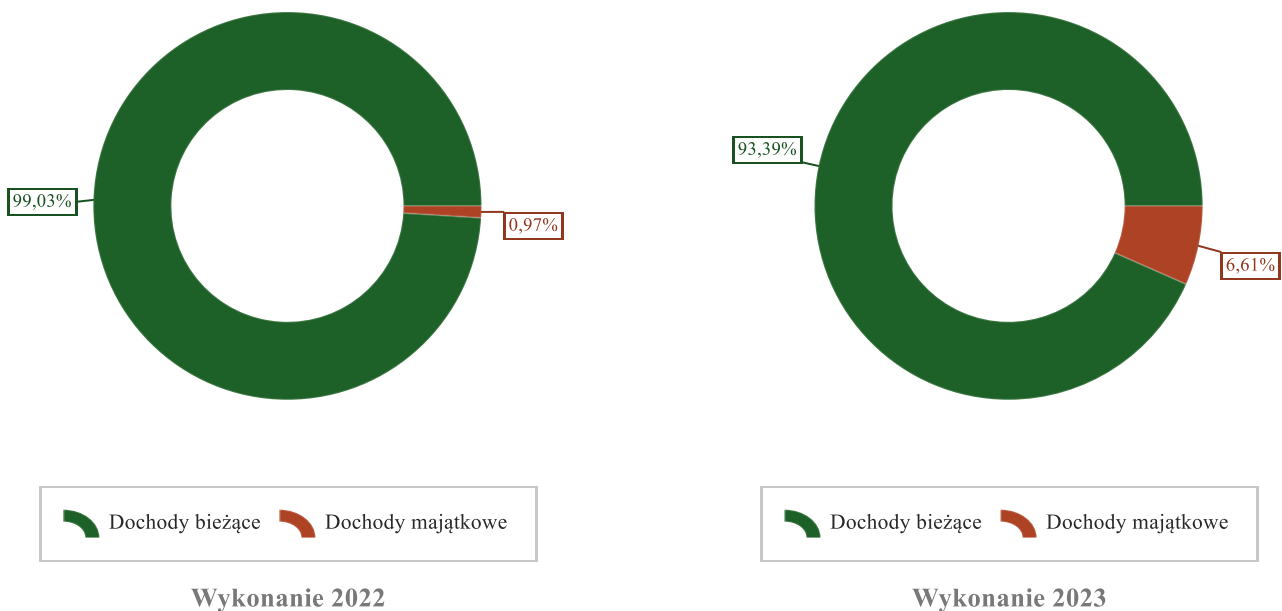 99,03%
0,97%
Dochody bieżące Dochody majątkowe
Wykonanie 2022
93,39%
6,61%
Dochody bieżące Dochody majątkowe
Wykonanie 2023